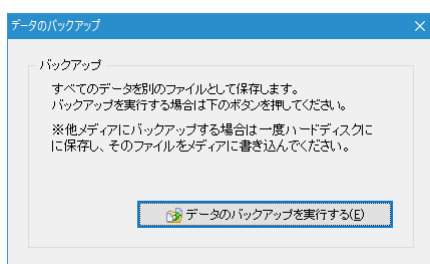 データのバックアップ
バックアップ
すべてのデータを別のファイルとして保存します。
バックアップを実行する場合は下のボタンを押してください。
※他メディアにバックアップする場合は一度ハードディスクに
に保存し、そのファイルをメディアに書き込んでください。
データのバックアップを実行する(E)